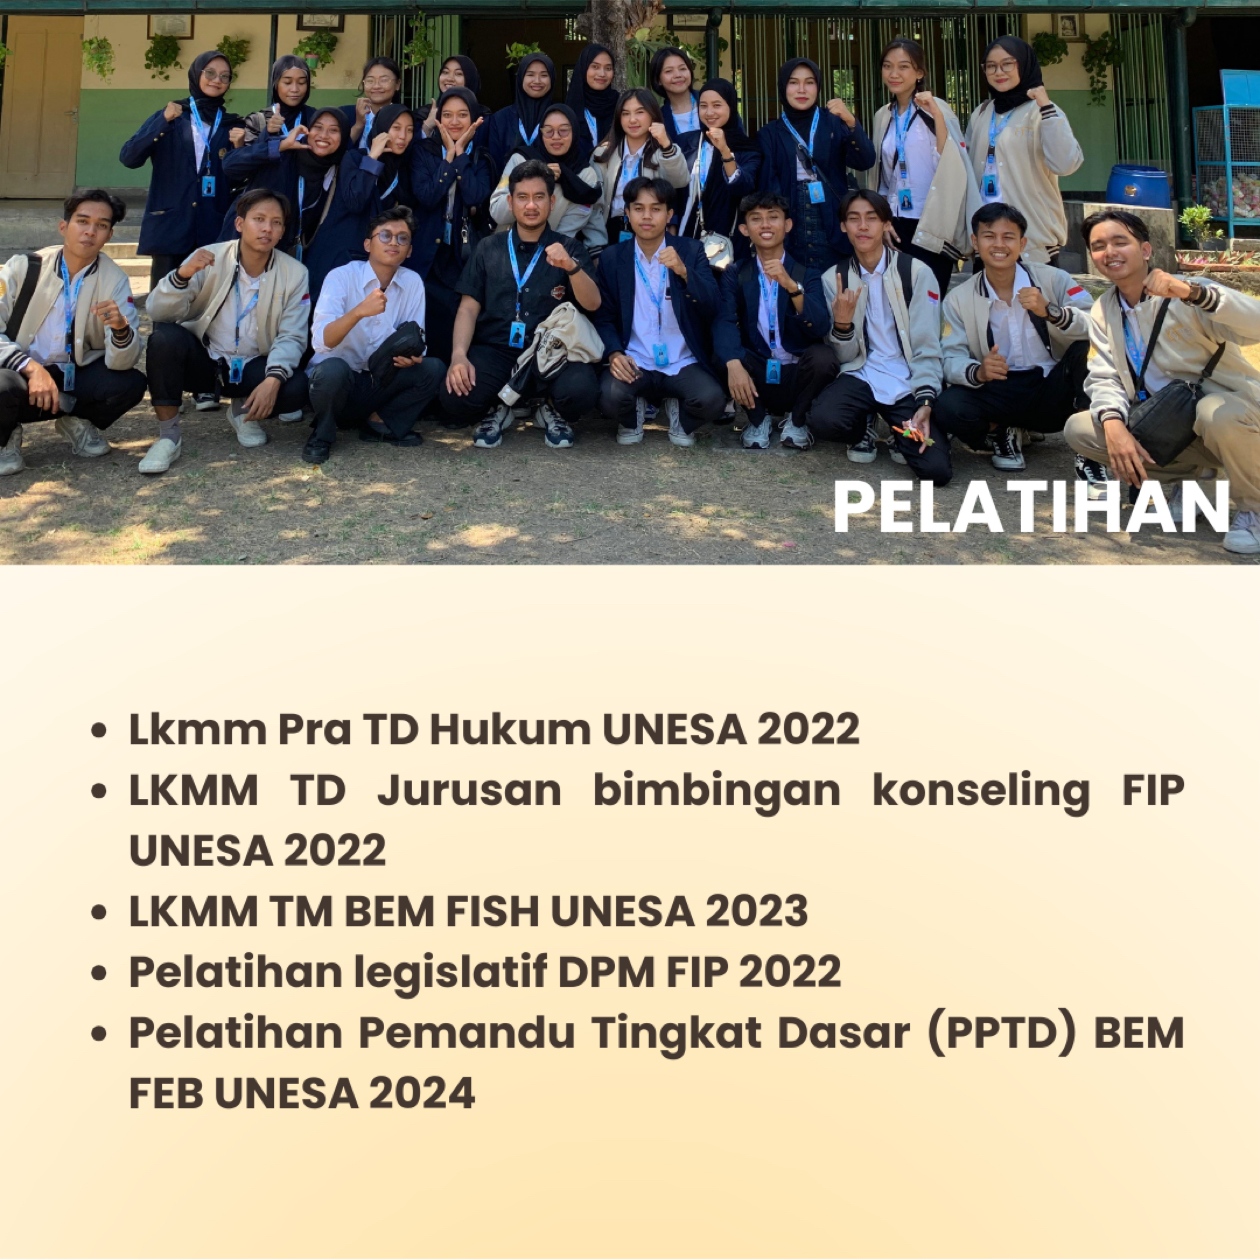 PELATIHAN
• Lkmm Pra TD Hukum UNESA 2022
• LKMM TD Jurusan bimbingan konseling FIP
UNESA 2022
• LKMM TM BEM FISH UNESA 2023
• Pelatihan legislatif DPM FIP 2022
• Pelatihan Pemandu Tingkat Dasar (PPTD) BEM
FEB UNESA 2024